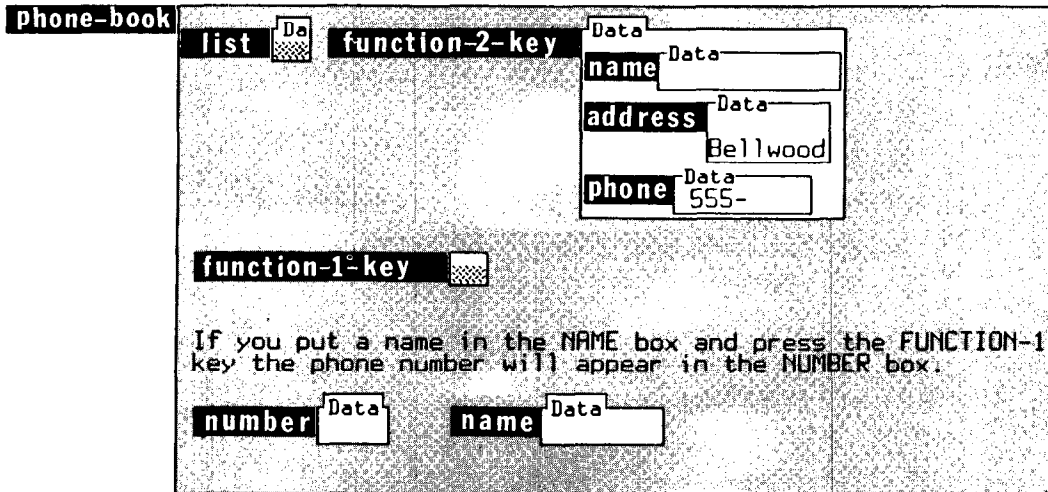 phone-book
list Da function-2-key Data
name Data
address Data
Bellwood
phone Data
555-
function-1-key
If you put a name in the NAME box and press the FUNCTION-1
key the phone number will appear in the NUMBER box.
number Data name Data